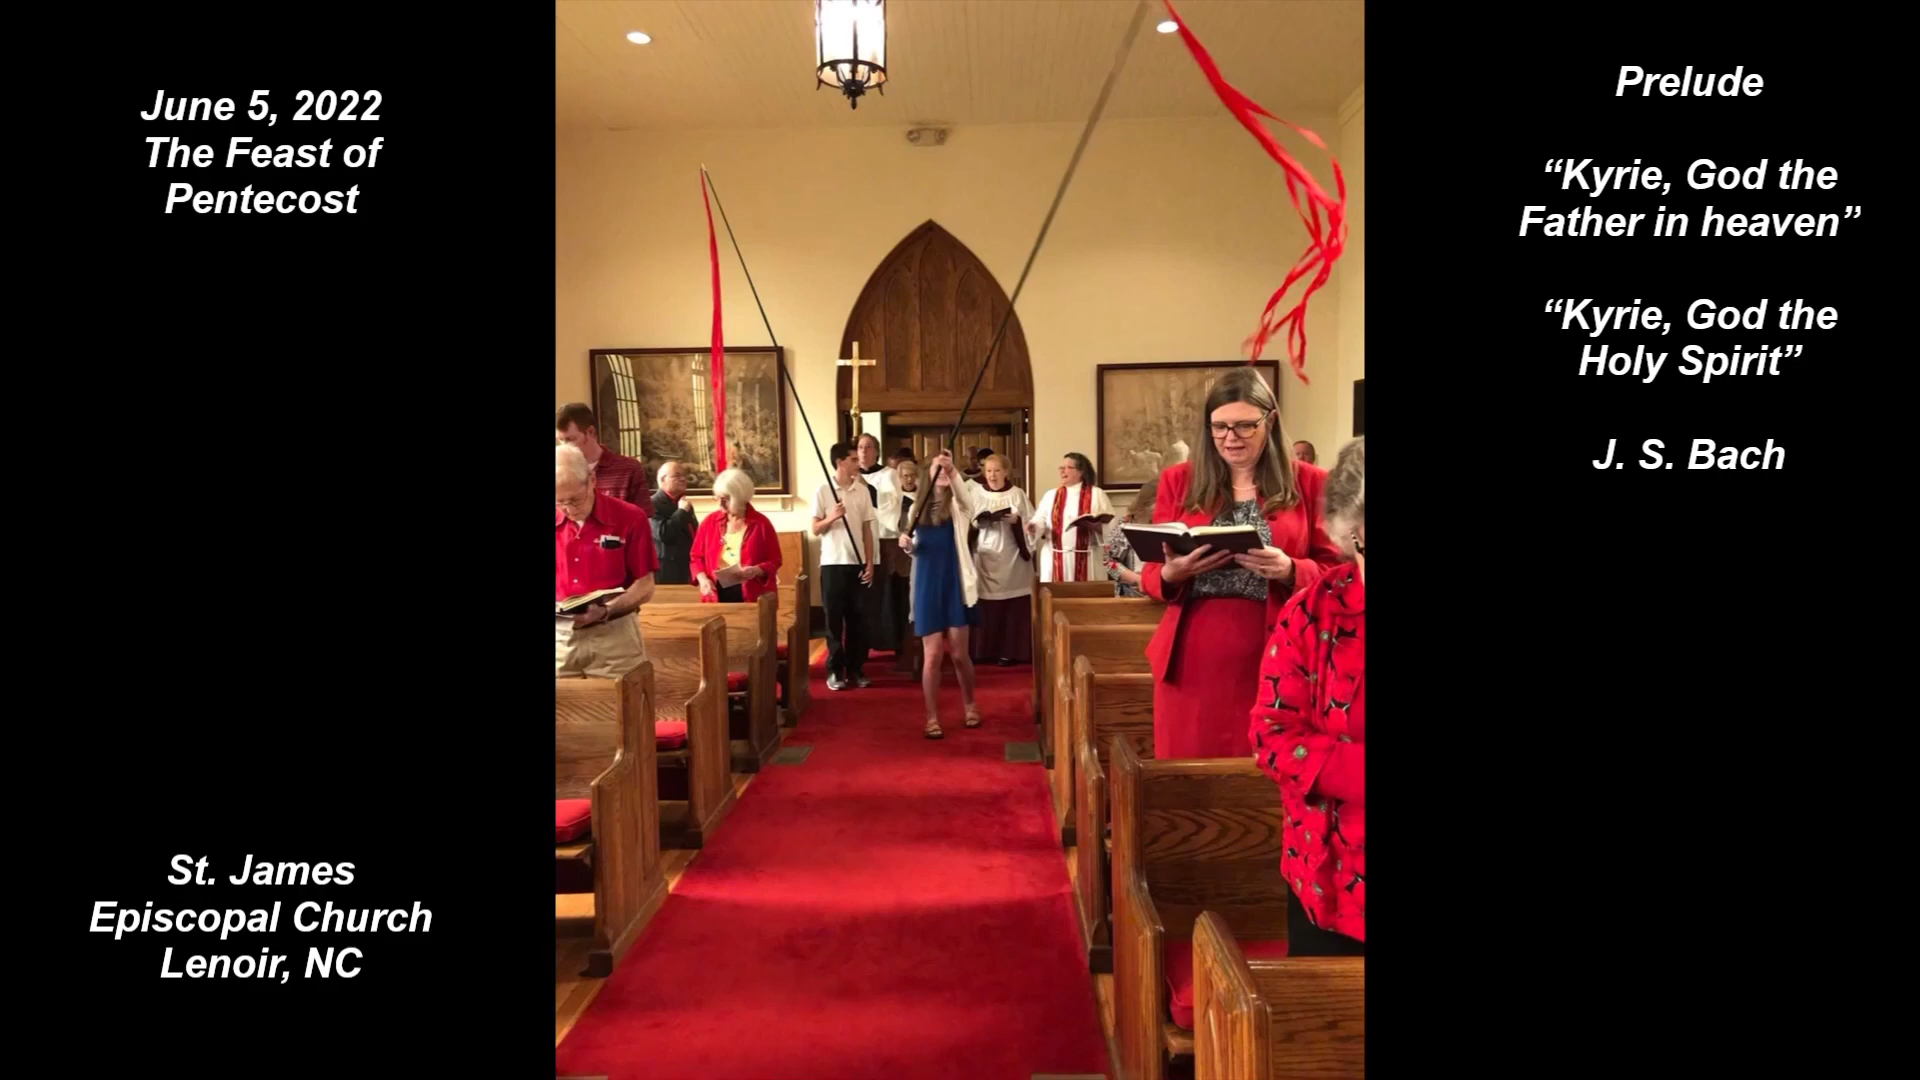 June 5, 2022
The Feast of
Pentecost
St. James
Episcopal Church
Lenoir, NC
Prelude
“Kyrie, God the
Father in heaven”
“Kyrie, God the
Holy Spirit”
J. S. Bach